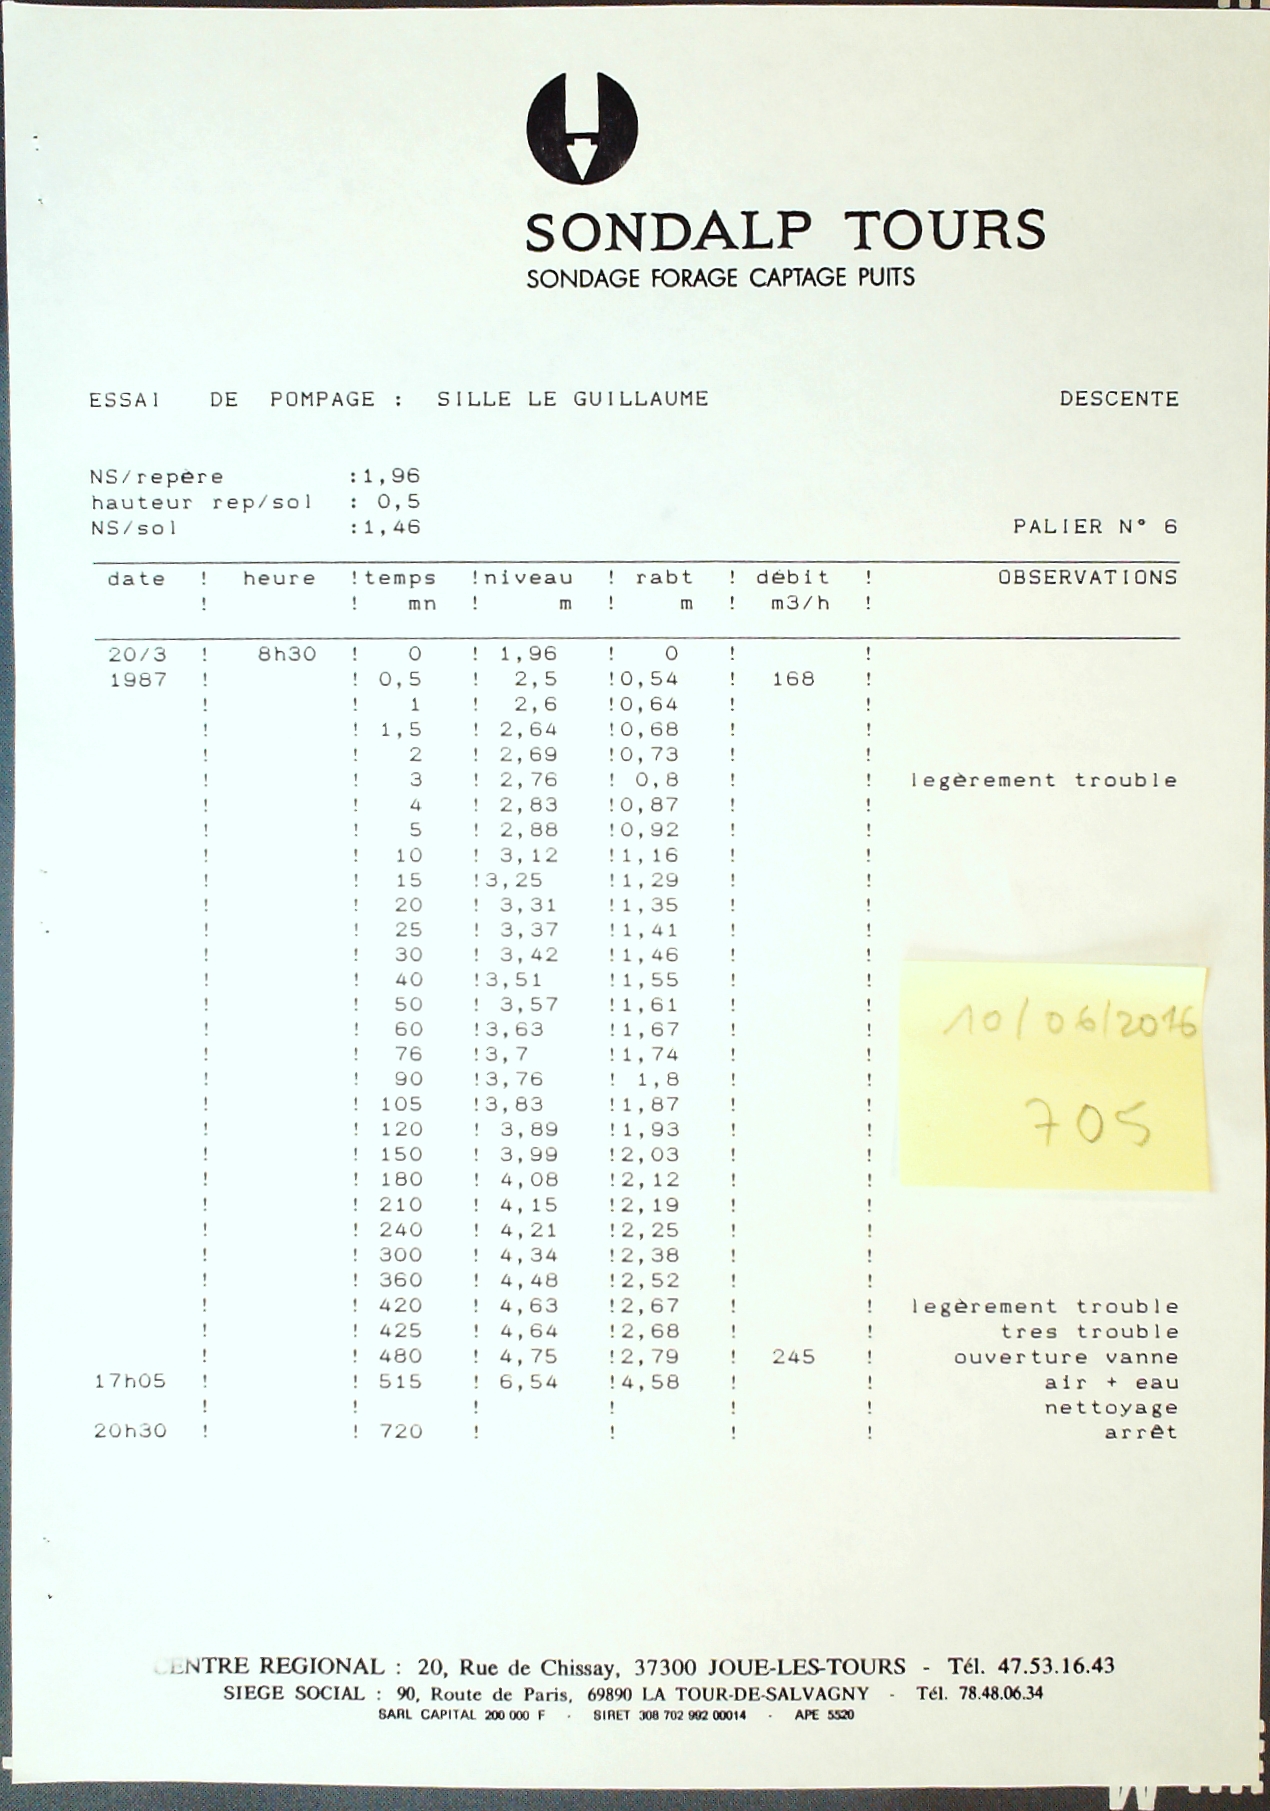 SONDALP TOURS
SONDAGE FORAGE CAPTAGE PUITS
ESSAI DE POMPAGE : SILLE LE GUILLAUME DESCENTE
NS/repère :1,96
hauteur rep/sol : 0,5
NS/sol :1,46 PALIER N° 6
date ! heure !temps !niveau ! rabt ! débit ! OBSERVATIONS
! ! mn ! m ! m ! m3/h !
20/3 ! 8h30 ! 0 ! 1,96 ! 0 ! !
1987 ! ! 0,5 ! 2,5 !0,54 ! 168 !
! ! 1 ! 2,6 !0,64 ! !
! ! 1,5 ! 2,64 !0,68 ! !
! ! 2 ! 2,69 !0,73 ! !
! ! 3 ! 2,76 ! 0,8 ! ! legèrement trouble
! ! 4 ! 2,83 !0,87 ! !
! ! 5 ! 2,88 !0,92 ! !
! ! 10 ! 3,12 !1,16 ! !
! ! 15 !3,25 !1,29 ! !
! ! 20 ! 3,31 !1,35 ! !
! ! 25 ! 3,37 !1,41 ! !
! ! 30 ! 3,42 !1,46 ! !
! ! 40 !3,51 !1,55 ! !
! ! 50 ! 3,57 !1,61 ! !
! ! 60 !3,63 !1,67 ! !
! ! 76 !3,7 !1,74 ! !
! ! 90 !3,76 ! 1,8 ! !
! ! 105 !3,83 !1,87 ! !
! ! 120 ! 3,89 !1,93 ! !
! ! 150 ! 3,99 !2,03 ! !
! ! 180 ! 4,08 !2,12 ! !
! ! 210 ! 4,15 !2,19 ! !
! ! 240 ! 4,21 !2,25 ! !
! ! 300 ! 4,34 !2,38 ! !
! ! 360 ! 4,48 !2,52 ! !
! ! 420 ! 4,63 !2,67 ! ! legèrement trouble
! ! 425 ! 4,64 !2,68 ! ! tres trouble
! ! 480 ! 4,75 !2,79 ! 245 ! ouverture vanne
17h05 ! ! 515 ! 6,54 !4,58 ! ! air + eau
! ! ! ! ! ! nettoyage
20h30 ! ! 720 ! ! ! ! arrêt
10/06/2016
705
CENTRE REGIONAL : 20, Rue de Chissay, 37300 JOUE-LES-TOURS - Tél. 47.53.16.43
SIEGE SOCIAL : 90, Route de Paris, 69890 LA TOUR-DE-SALVAGNY - Tél. 78.48.06.34
SARL CAPITAL 200 000 F - SIRET 308 702 992 00014 - APE 5520